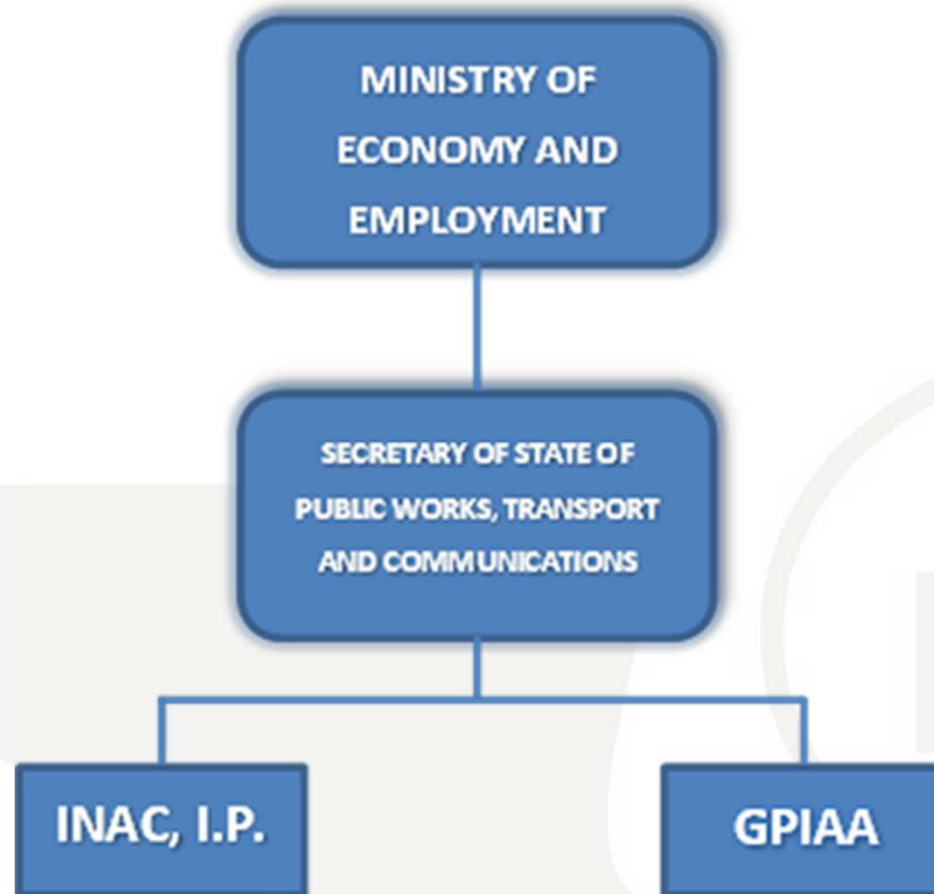 MINISTRY OF
ECONOMY AND
EMPLOYMENT
SECRETARY OF STATE OF
PUBLIC WORKS, TRANSPORT
AND COMMUNICATIONS
INAC, I.P.
GPIAA